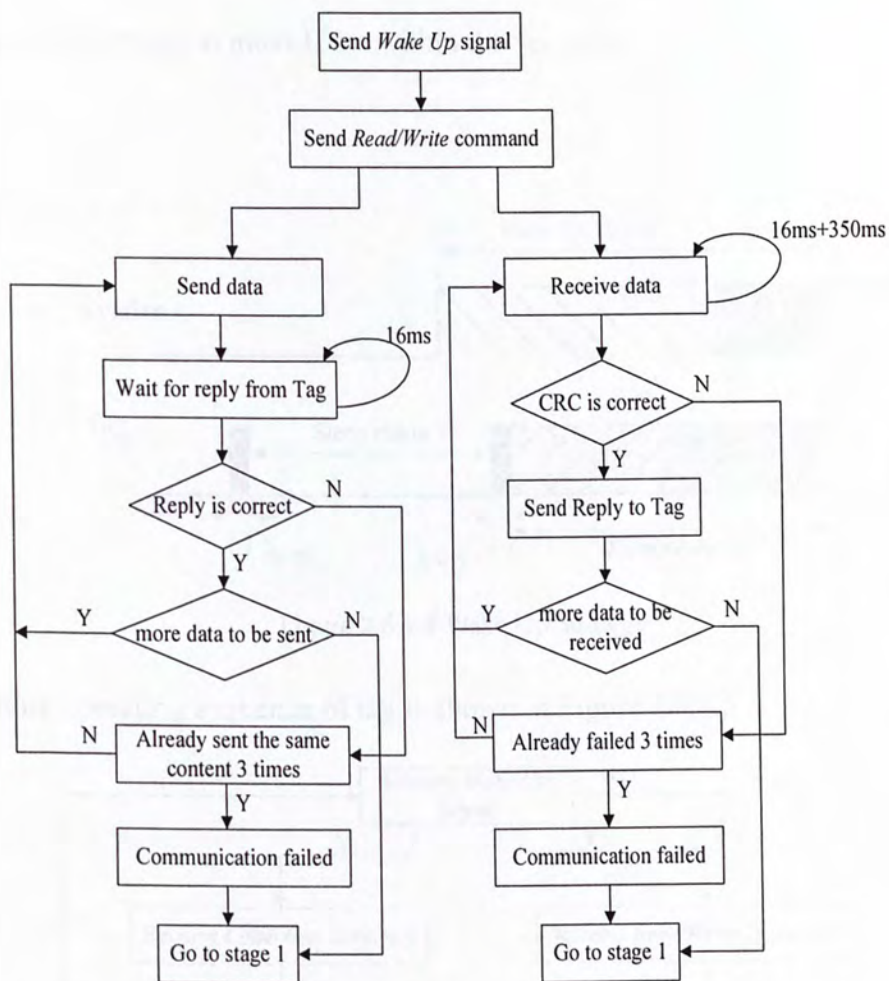 Send Wake Up signal
Send Read/Write command
16ms+350ms
Send data
Receive data
16ms
Wait for reply from Tag
CRC is correct
N
Y
Reply is correct
N
Send Reply to Tag
Y
Y
more data to be sent
N
Y
more data to be
received
N
N
Already sent the same
content 3 times
N
Already failed 3 times
Y
Y
Communication failed
Communication failed
Go to stage 1
Go to stage 1